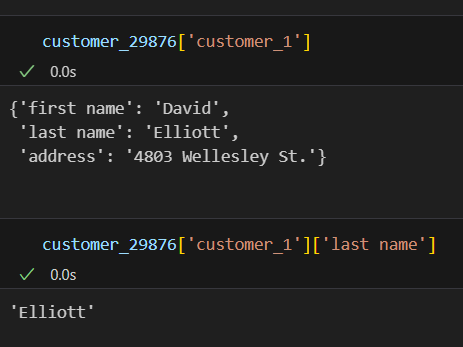 customer_29876['customer_1']
0.0s
{'first name': 'David',
 'last name': 'Elliott',
 'address': '4803 Wellesley St.'}
customer_29876['customer_1']['last name']
0.0s
'Elliott'